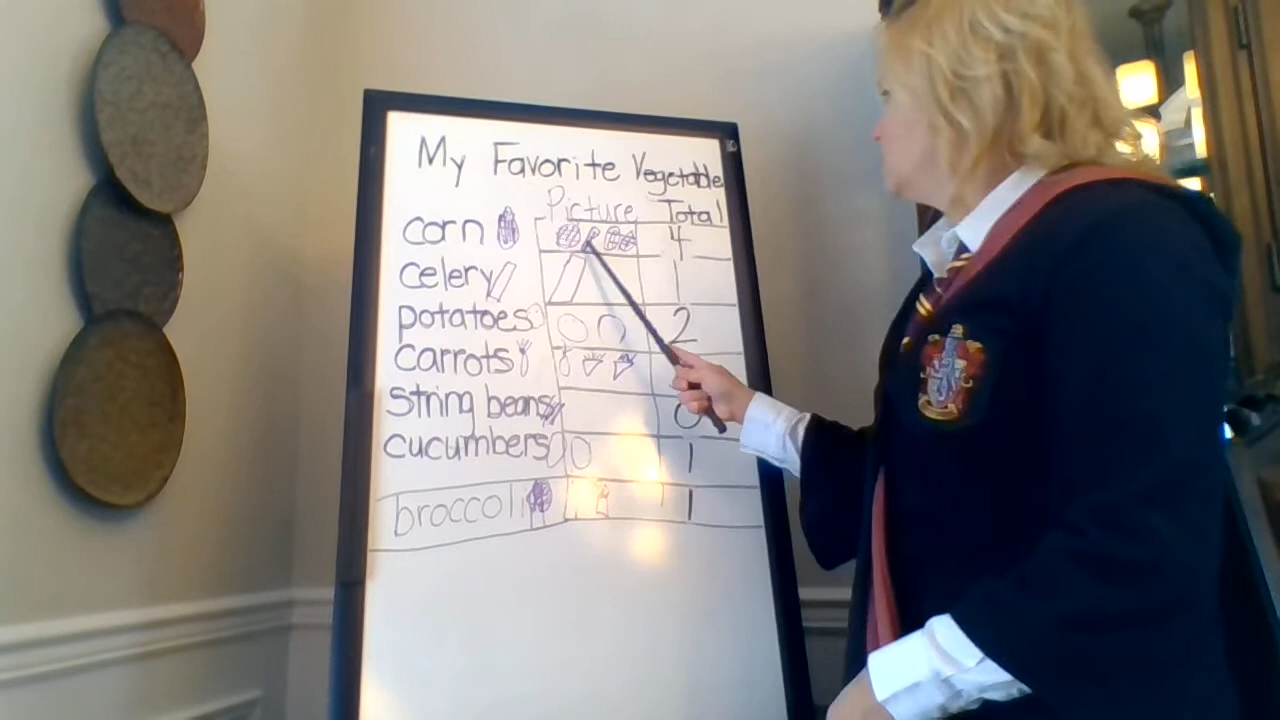 My Favorite Vegetable
Picture Total
corn 4
celery 1
potatoes 2
carrots
string beans 0
cucumbers 1
broccoli 1